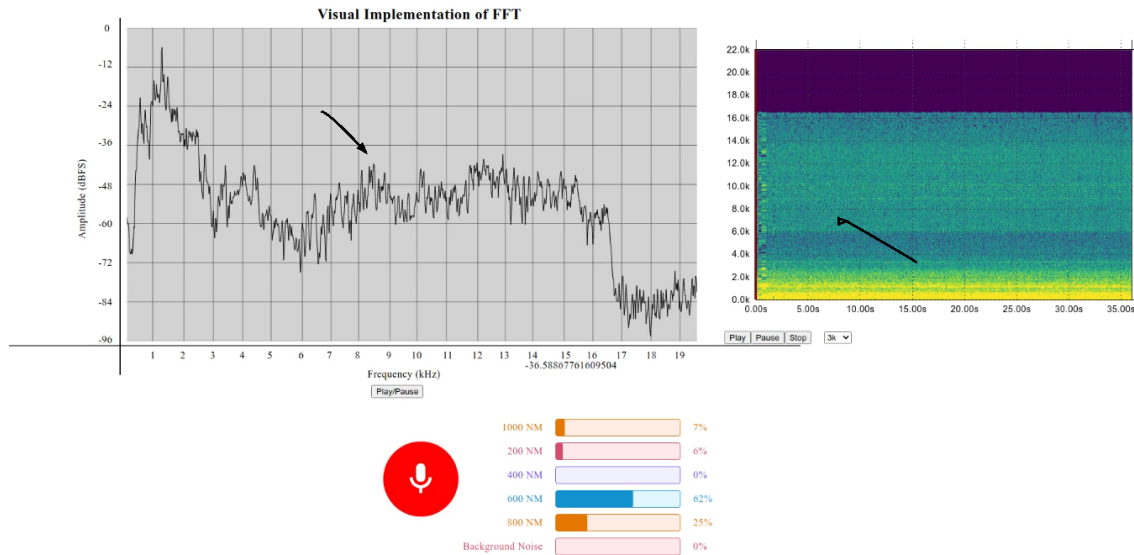 Visual Implementation of FFT
0
-12
-24
-36
-48
-60
-72
-84
-96
Amplitude (dBFS)
1 2 3 4 5 6 7 8 9 10 11 12 13 14 15 16 17 18 19
Frequency (kHz)
-36.58867761609504
Play/Pause
22.0k
20.0k
18.0k
16.0k
14.0k
12.0k
10.0k
8.0k
6.0k
4.0k
2.0k
0.0k
0.00s 5.00s 10.00s 15.00s 20.00s 25.00s 30.00s 35.00s
Play Pause Stop 3k
1000 NM 7%
200 NM 6%
400 NM 0%
600 NM 62%
800 NM 25%
Background Noise 0%